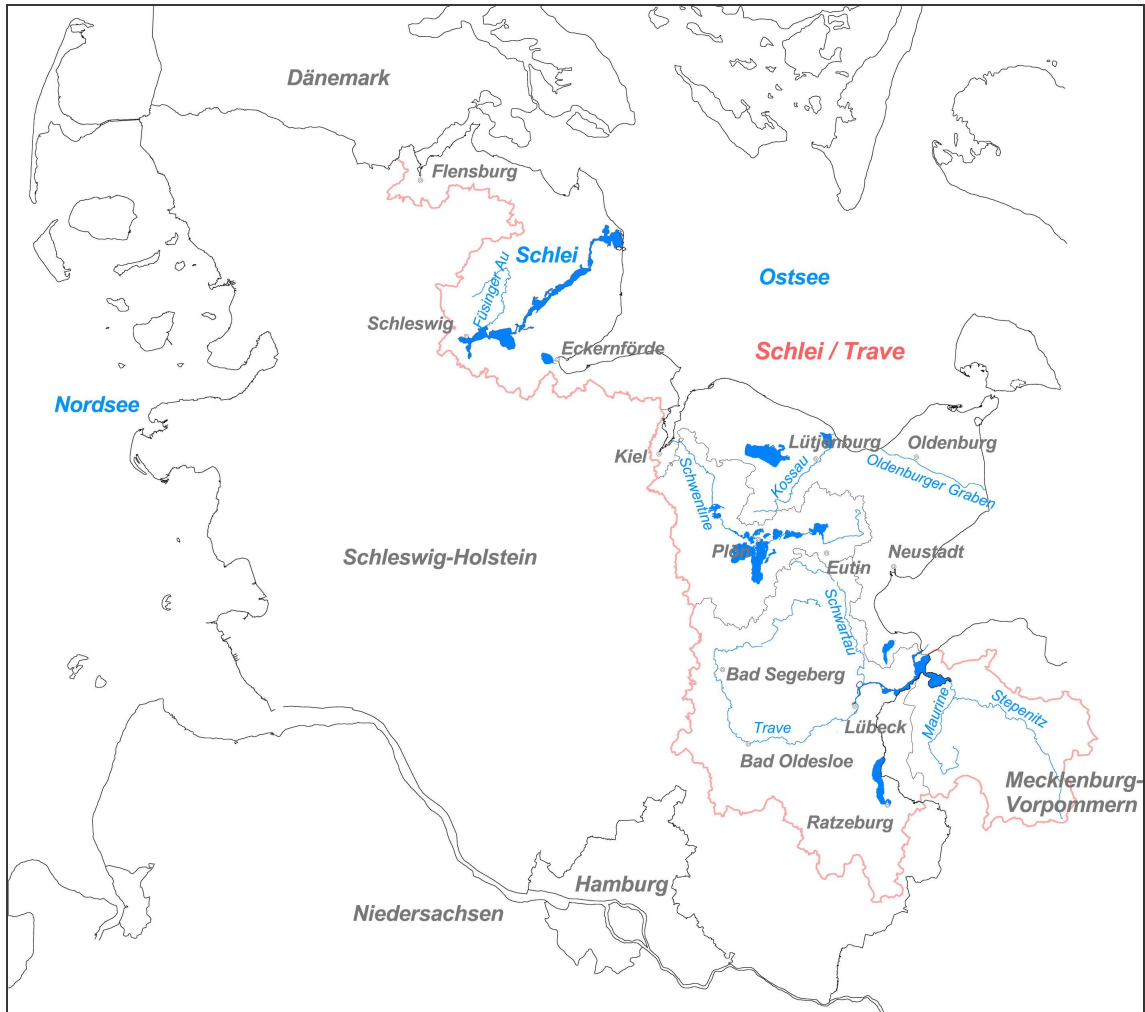 Dänemark
Flensburg
Schlei
Füsinger Au
Ostsee
Schleswig
Eckernförde
Schlei / Trave
Nordsee
Kiel
Lütjenburg
Oldenburg
Schwentine
Kossau
Oldenburger Graben
Schleswig-Holstein
Plön
Eutin
Neustadt
Schwartau
Bad Segeberg
Maurine
Stepenitz
Trave
Lübeck
Bad Oldesloe
Mecklenburg-
Vorpommern
Ratzeburg
Hamburg
Niedersachsen